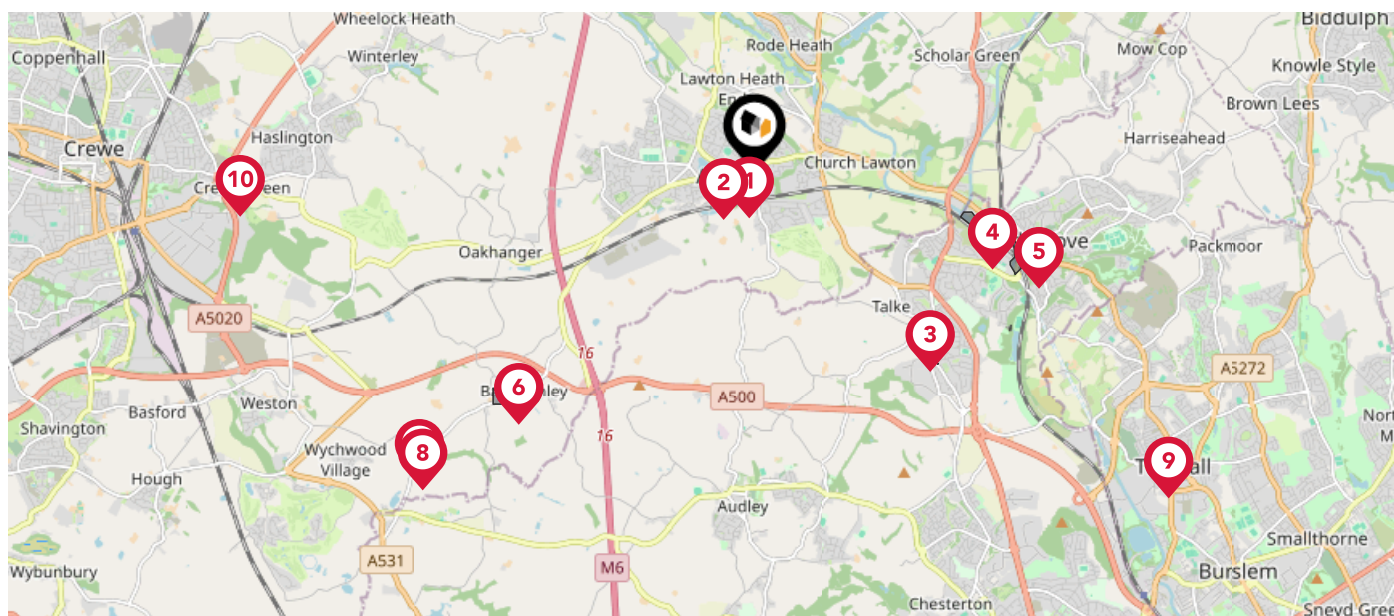 Wheelock Heath
Biddulph
Coppenhall
Winterley
Rode Heath
Scholar Green
Mow Cop
Knowle Style
Lawton Heath
End
Brown Lees
Crewe
Haslington
Church Lawton
Harriseahead
10
2
1
4
5
Oakhanger
Packmoor
A5020
Talke
3
16
A5272
6
A500
Basford
Weston
Shavington
16
Wychwood
Village
8
9
Hough
Audley
A531
M6
Smallthorne
Wybunbury
Burslem
Chesterton